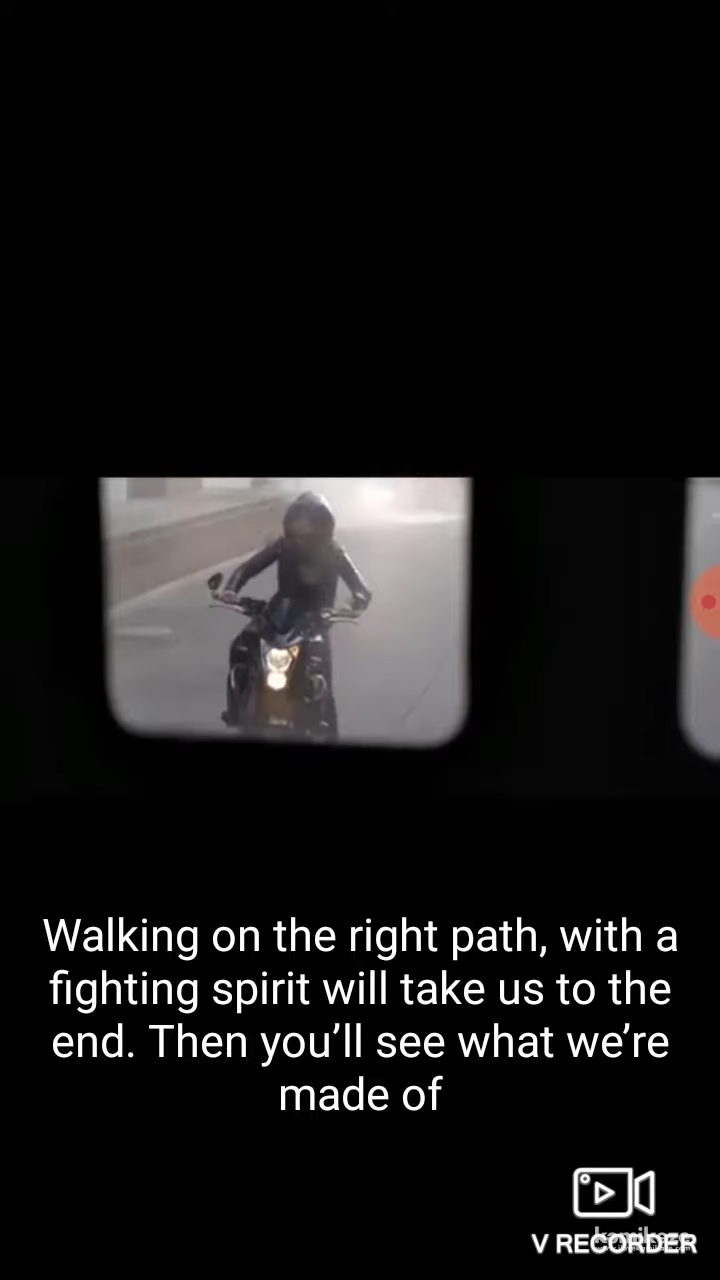 Walking on the right path, with a
fighting spirit will take us to the
end. Then you’ll see what we’re
made of
V RECORDER